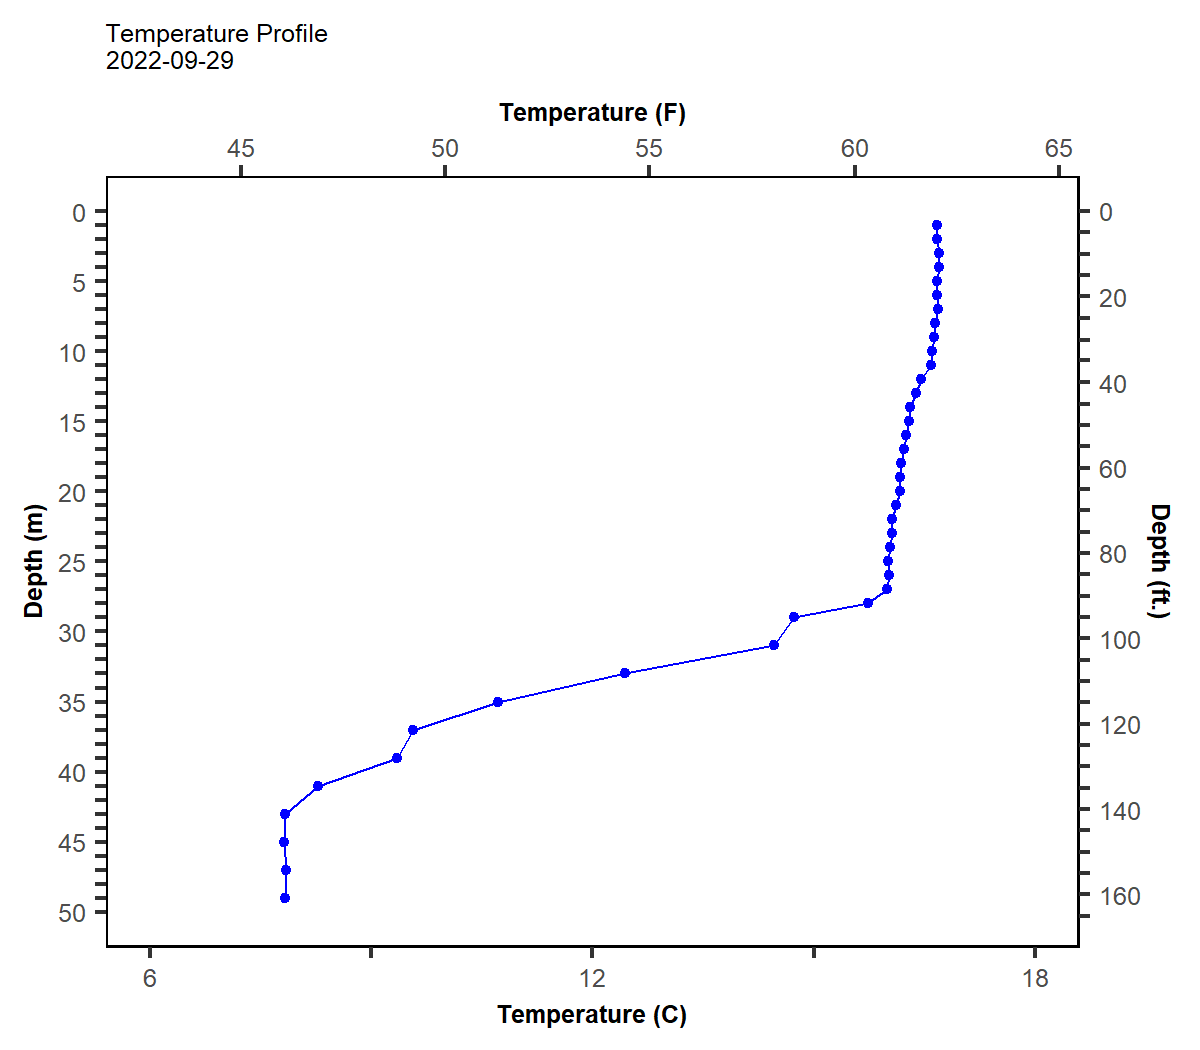 Temperature Profile
2022-09-29
Temperature (F)
45 50 55 60 65
0 0
5 20
10 40
15 60
20 80
25 100
30 120
35 140
40 160
45
50
Depth (m)
Depth (ft.)
6 12 18
Temperature (C)